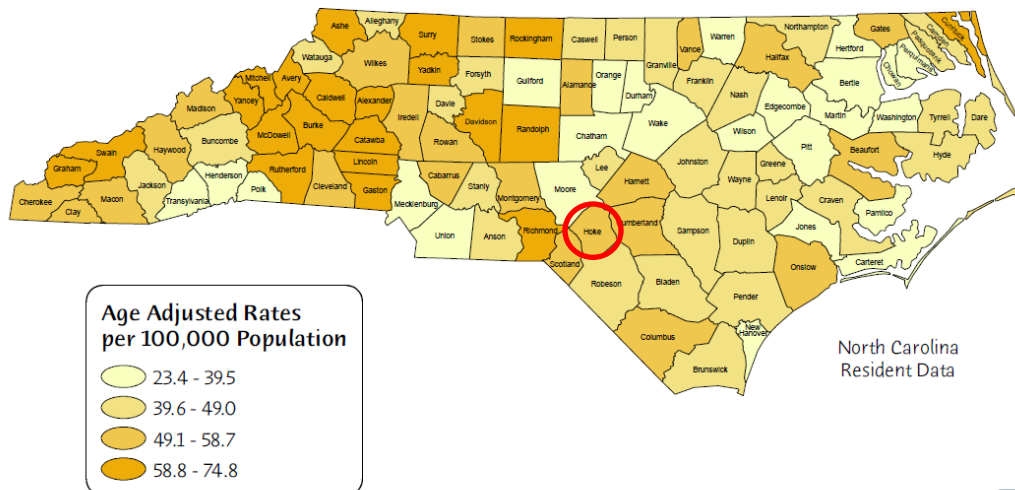 Ashe
Alleghany
Surry
Stokes
Rockingham
Caswell
Person
Granville
Vance
Warren
Northampton
Gates
Hertford
Halifax
Camden
Currituck
Pasquotank
Perquimans
Chowan
Watauga
Wilkes
Yadkin
Forsyth
Guilford
Alamance
Orange
Durham
Franklin
Nash
Bertie
Mitchell
Avery
Yancey
Caldwell
Alexander
Iredell
Davie
Davidson
Randolph
Chatham
Wake
Edgecombe
Martin
Washington
Tyrrell
Dare
Madison
Buncombe
McDowell
Burke
Catawba
Rowan
Wilson
Pitt
Beaufort
Hyde
Swain
Haywood
Graham
Jackson
Henderson
Rutherford
Lincoln
Cleveland
Gaston
Cabarrus
Stanly
Montgomery
Moore
Lee
Harnett
Johnston
Wayne
Greene
Lenoir
Craven
Cherokee
Clay
Macon
Transylvania
Polk
Mecklenburg
Union
Anson
Richmond
Hoke
umberland
Sampson
Duplin
Jones
Pamlico
Carteret
Scotland
Robeson
Bladen
Pender
Onslow
Columbus
New
Hanover
Brunswick
Age Adjusted Rates
per 100,000 Population
23.4 - 39.5
39.6 - 49.0
49.1 - 58.7
58.8 - 74.8
North Carolina
Resident Data